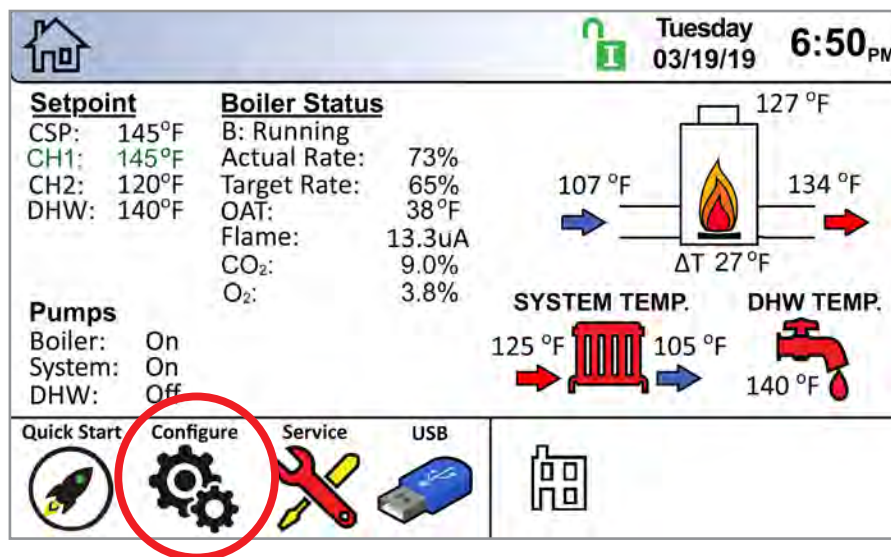 Tuesday
03/19/19
6:50 PM
Setpoint
CSP: 145°F
CH1: 145°F
CH2: 120°F
DHW: 140°F
Boiler Status
B: Running
Actual Rate: 73%
Target Rate: 65%
OAT: 38°F
Flame: 13.3uA
CO₂: 9.0%
O₂: 3.8%
127 °F
107 °F
134 °F
ΔT 27°F
Pumps
Boiler: On
System: On
DHW: Off
SYSTEM TEMP.
125 °F
105 °F
DHW TEMP.
140 °F
Quick Start
Configure
Service
USB